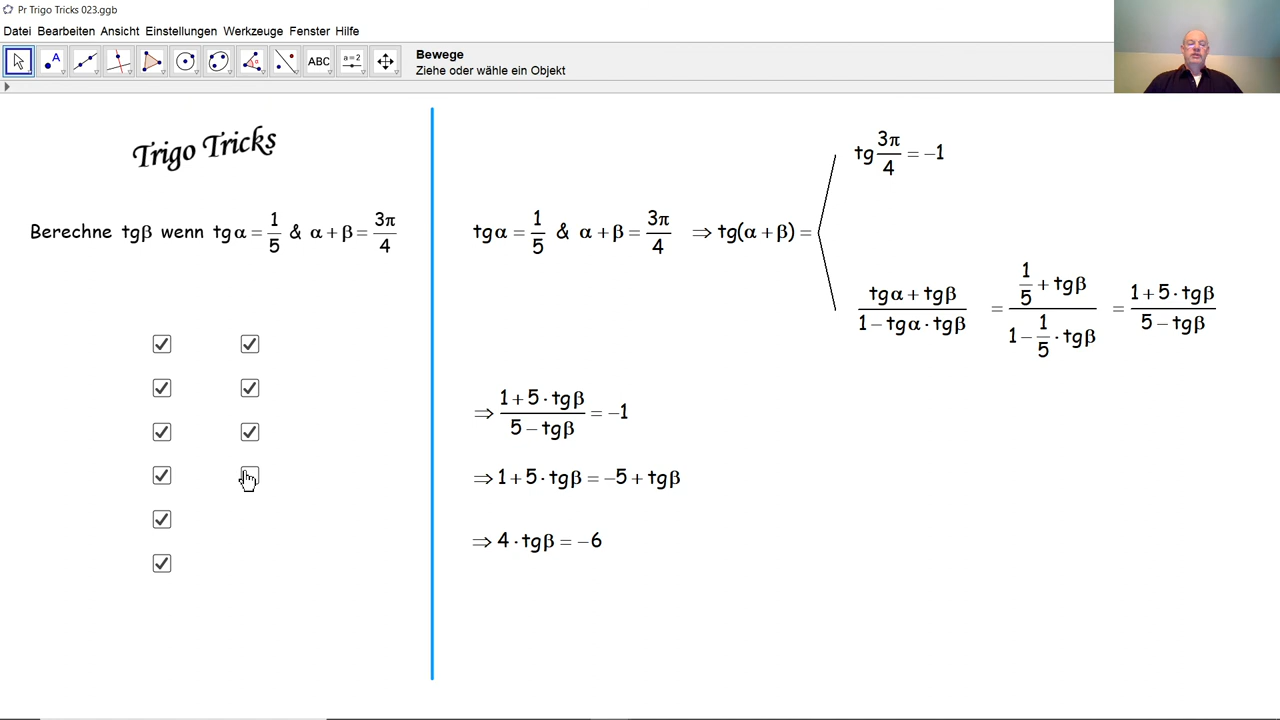 Pr Trigo Tricks 023.ggb
Datei Bearbeiten Ansicht Einstellungen Werkzeuge Fenster Hilfe
A ABC a=2
Bewege
Ziehe oder wähle ein Objekt
Trigo Tricks
Berechne tgβ wenn tgα = 1/5 & α + β = 3π/4
tgα = 1/5 & α + β = 3π/4 ⇒ tg(α + β) =
tg 3π/4 = −1
(tgα + tgβ)/(1 − tgα · tgβ) = (1/5 + tgβ)/(1 − 1/5 · tgβ) = (1 + 5 · tgβ)/(5 − tgβ)
⇒ (1 + 5 · tgβ)/(5 − tgβ) = −1
⇒ 1 + 5 · tgβ = −5 + tgβ
⇒ 4 · tgβ = −6